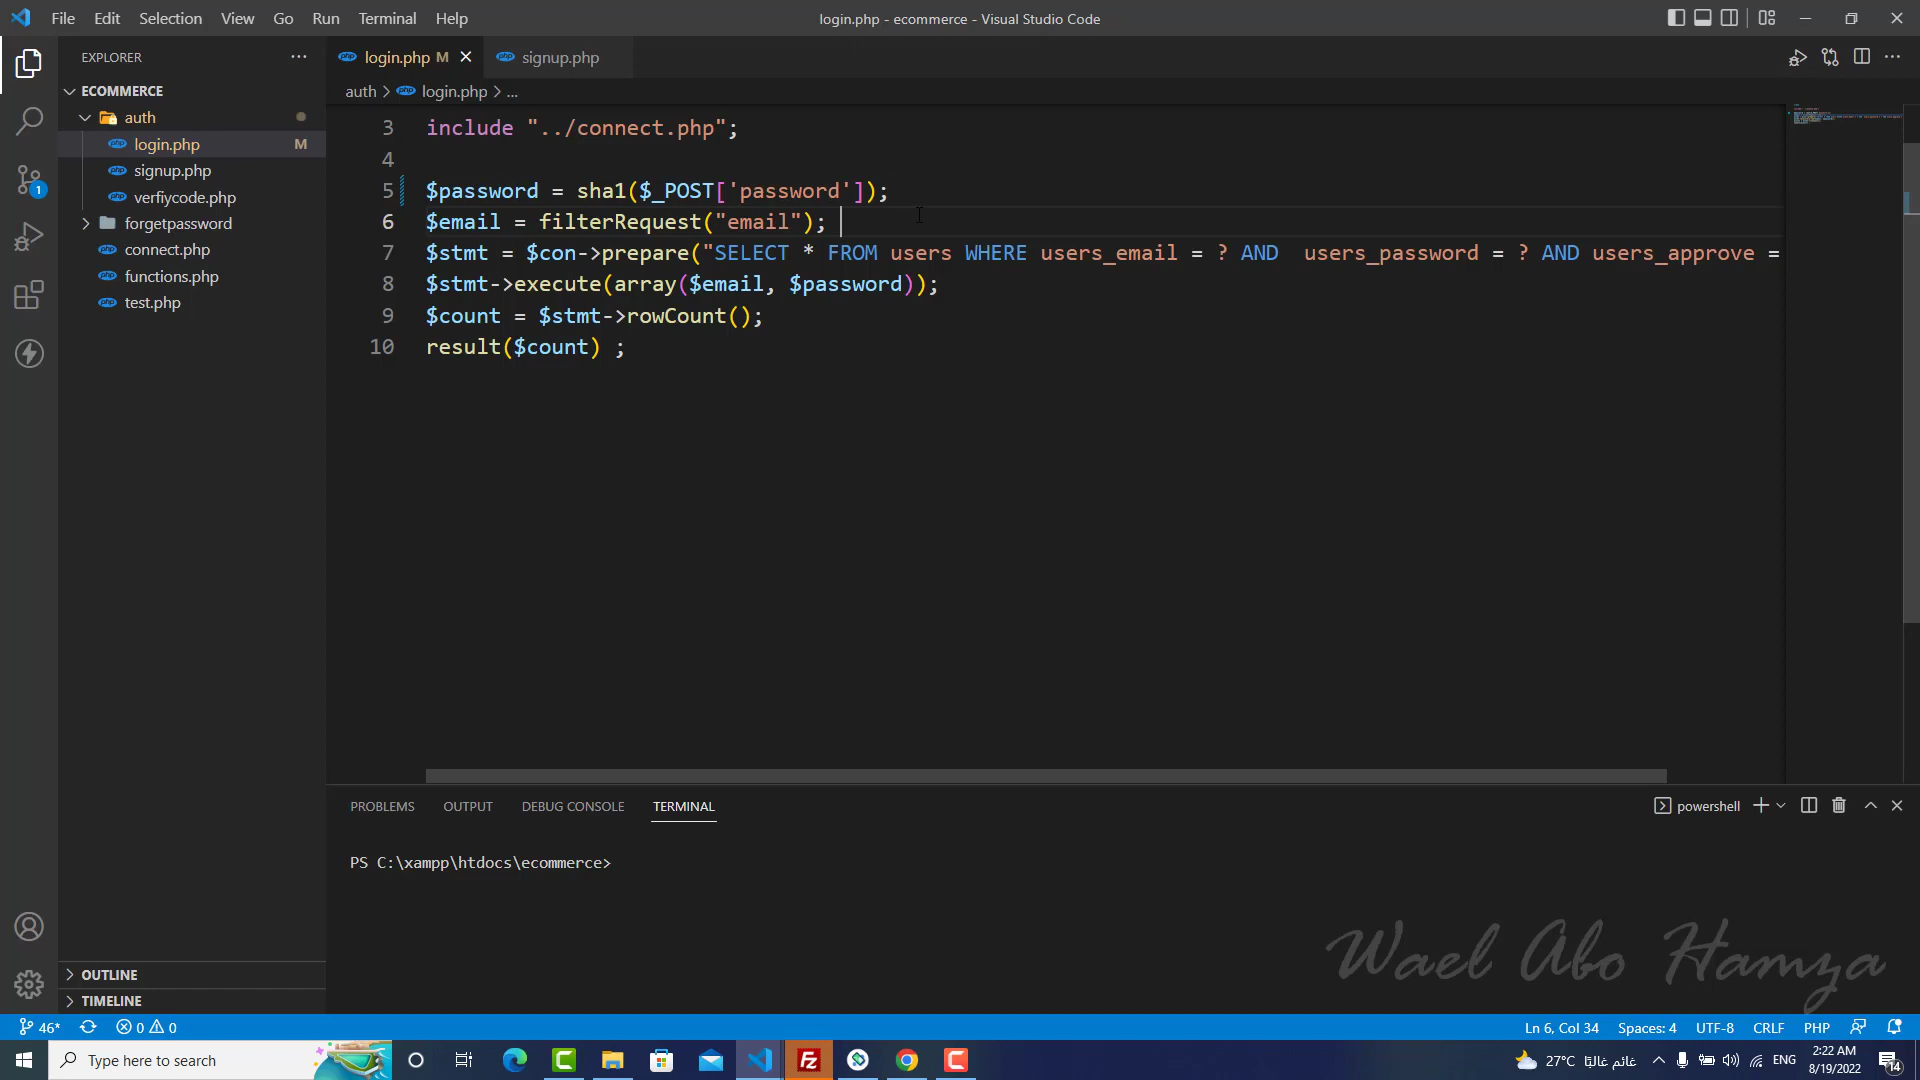 File Edit Selection View Go Run Terminal Help
login.php - ecommerce - Visual Studio Code
EXPLORER
ECOMMERCE
auth
login.php M
signup.php
verfiycode.php
forgetpassword
connect.php
functions.php
test.php
OUTLINE
TIMELINE
php login.php M
php signup.php
auth > php login.php > ...
3 include "../connect.php";
4
5 $password = sha1($_POST['password']);
6 $email = filterRequest("email");
7 $stmt = $con->prepare("SELECT * FROM users WHERE users_email = ? AND  users_password = ? AND users_approve =
8 $stmt->execute(array($email, $password));
9 $count = $stmt->rowCount();
10 result($count) ;
PROBLEMS OUTPUT DEBUG CONSOLE TERMINAL
powershell
PS C:\xampp\htdocs\ecommerce>
Wael Abo Hamza
46* 0 0
Ln 6, Col 34 Spaces: 4 UTF-8 CRLF PHP
Type here to search
27°C غائم غالبًا
ENG
2:22 AM
8/19/2022
14